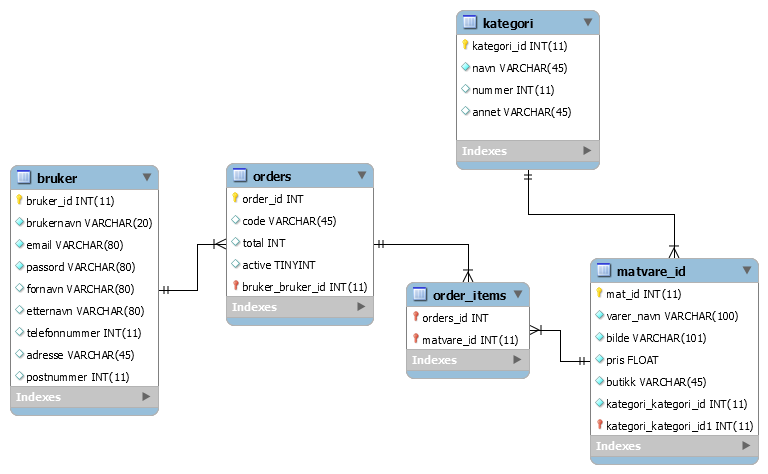 kategori
kategori_id INT(11)
navn VARCHAR(45)
nummer INT(11)
annet VARCHAR(45)
Indexes
bruker
bruker_id INT(11)
brukernavn VARCHAR(20)
email VARCHAR(80)
passord VARCHAR(80)
fornavn VARCHAR(80)
etternavn VARCHAR(80)
telefonnummer INT(11)
adresse VARCHAR(45)
postnummer INT(11)
Indexes
orders
order_id INT
code VARCHAR(45)
total INT
active TINYINT
bruker_bruker_id INT(11)
Indexes
order_items
orders_id INT
matvare_id INT(11)
Indexes
matvare_id
mat_id INT(11)
varer_navn VARCHAR(100)
bilde VARCHAR(101)
pris FLOAT
butikk VARCHAR(45)
kategori_kategori_id INT(11)
kategori_kategori_id1 INT(11)
Indexes